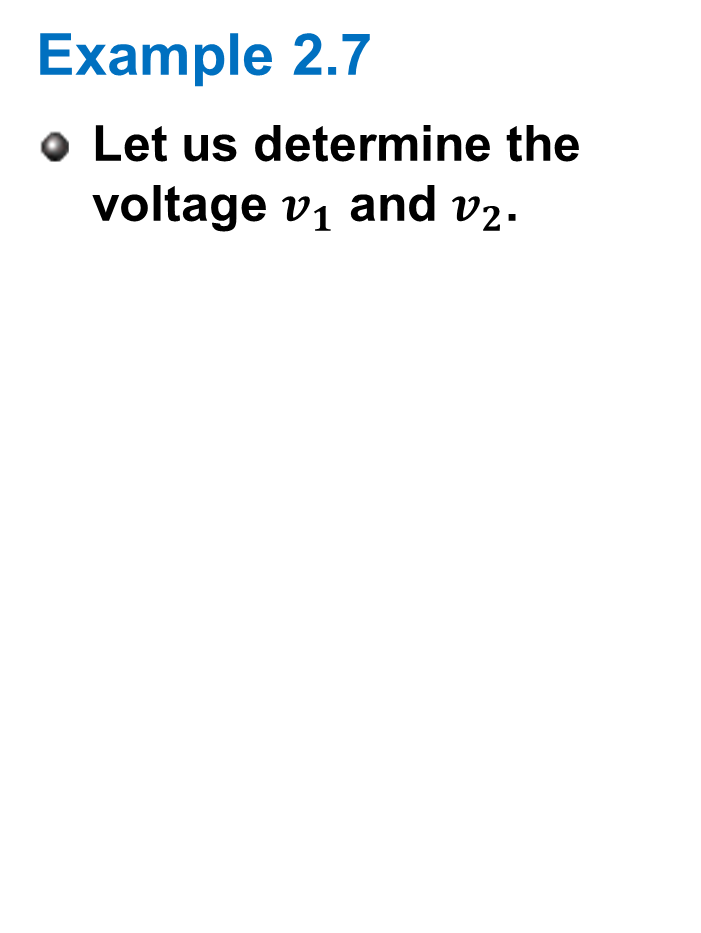 Example 2.7
Let us determine the
voltage 𝒗₁ and 𝒗₂.